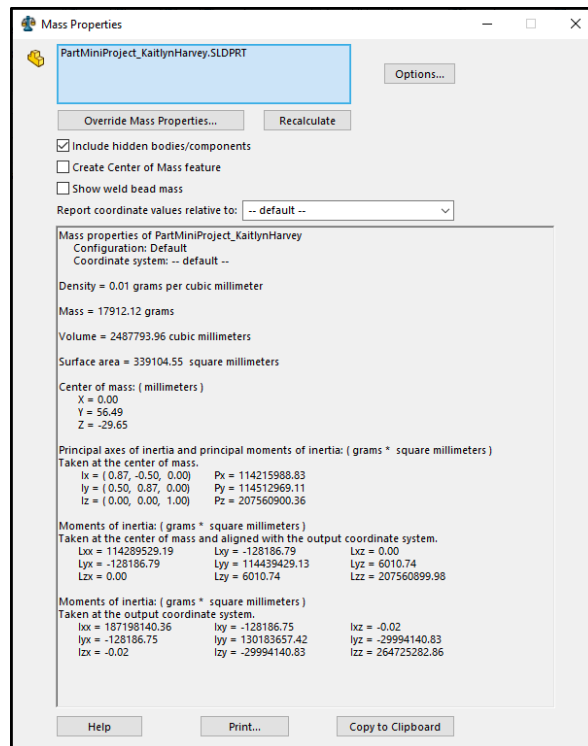 Mass Properties
PartMiniProject_KaitlynHarvey.SLDPRT
Options...
Override Mass Properties...
Recalculate
Include hidden bodies/components
Create Center of Mass feature
Show weld bead mass
Report coordinate values relative to: -- default --
Mass properties of PartMiniProject_KaitlynHarvey
Configuration: Default
Coordinate system: -- default --
Density = 0.01 grams per cubic millimeter
Mass = 17912.12 grams
Volume = 2487793.96 cubic millimeters
Surface area = 339104.55 square millimeters
Center of mass: ( millimeters )
X = 0.00
Y = 56.49
Z = -29.65
Principal axes of inertia and principal moments of inertia: ( grams * square millimeters )
Taken at the center of mass.
Ix = ( 0.87, -0.50, 0.00) Px = 114215988.83
Iy = ( 0.50, 0.87, 0.00) Py = 114512969.11
Iz = ( 0.00, 0.00, 1.00) Pz = 207560900.36
Moments of inertia: ( grams * square millimeters )
Taken at the center of mass and aligned with the output coordinate system.
Lxx = 114289529.19 Lxy = -128186.79 Lxz = 0.00
Lyx = -128186.79 Lyy = 114439429.13 Lyz = 6010.74
Lzx = 0.00 Lzy = 6010.74 Lzz = 207560899.98
Moments of inertia: ( grams * square millimeters )
Taken at the output coordinate system.
Ixx = 187198140.36 Ixy = -128186.75 Ixz = -0.02
Iyx = -128186.75 Iyy = 130183657.42 Iyz = -29994140.83
Izx = -0.02 Izy = -29994140.83 Izz = 264725282.86
Help
Print...
Copy to Clipboard